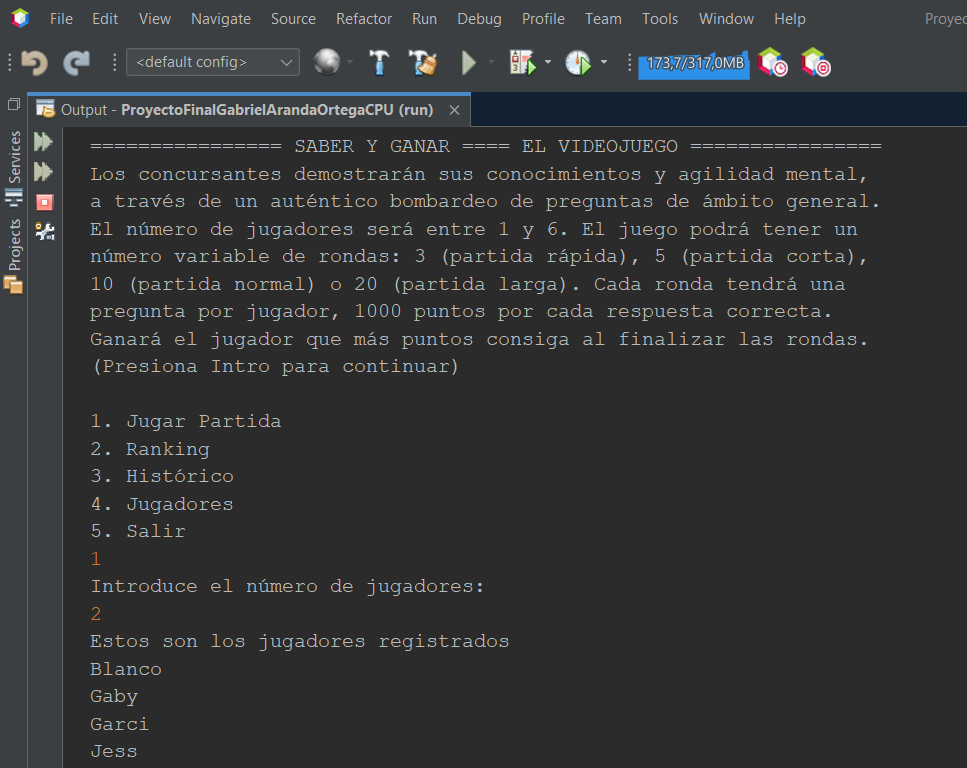 File Edit View Navigate Source Refactor Run Debug Profile Team Tools Window Help Proyec
<default config> 173,7/317,0MB
Output - ProyectoFinalGabrielArandaOrtegaCPU (run)
Services
Projects
================ SABER Y GANAR ==== EL VIDEOJUEGO ================
Los concursantes demostrarán sus conocimientos y agilidad mental,
a través de un auténtico bombardeo de preguntas de ámbito general.
El número de jugadores será entre 1 y 6. El juego podrá tener un
número variable de rondas: 3 (partida rápida), 5 (partida corta),
10 (partida normal) o 20 (partida larga). Cada ronda tendrá una
pregunta por jugador, 1000 puntos por cada respuesta correcta.
Ganará el jugador que más puntos consiga al finalizar las rondas.
(Presiona Intro para continuar)
1. Jugar Partida
2. Ranking
3. Histórico
4. Jugadores
5. Salir
1
Introduce el número de jugadores:
2
Estos son los jugadores registrados
Blanco
Gaby
Garci
Jess